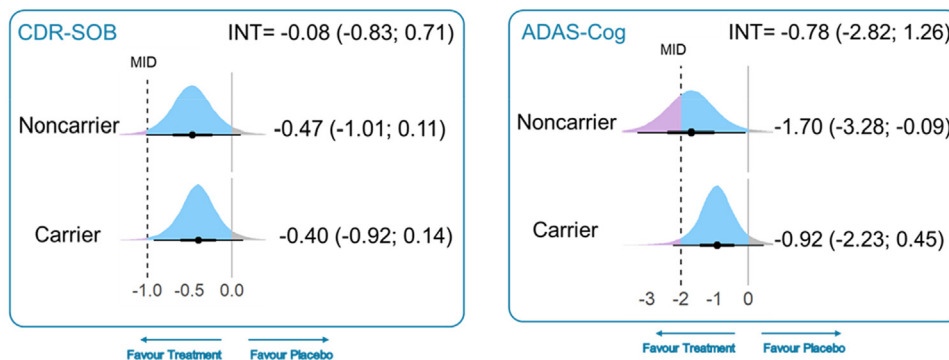 CDR-SOB
INT= -0.08 (-0.83; 0.71)
MID
Noncarrier
-0.47 (-1.01; 0.11)
Carrier
-0.40 (-0.92; 0.14)
-1.0 -0.5 0.0
Favour Treatment Favour Placebo
ADAS-Cog
INT= -0.78 (-2.82; 1.26)
MID
Noncarrier
-1.70 (-3.28; -0.09)
Carrier
-0.92 (-2.23; 0.45)
-3 -2 -1 0
Favour Treatment Favour Placebo